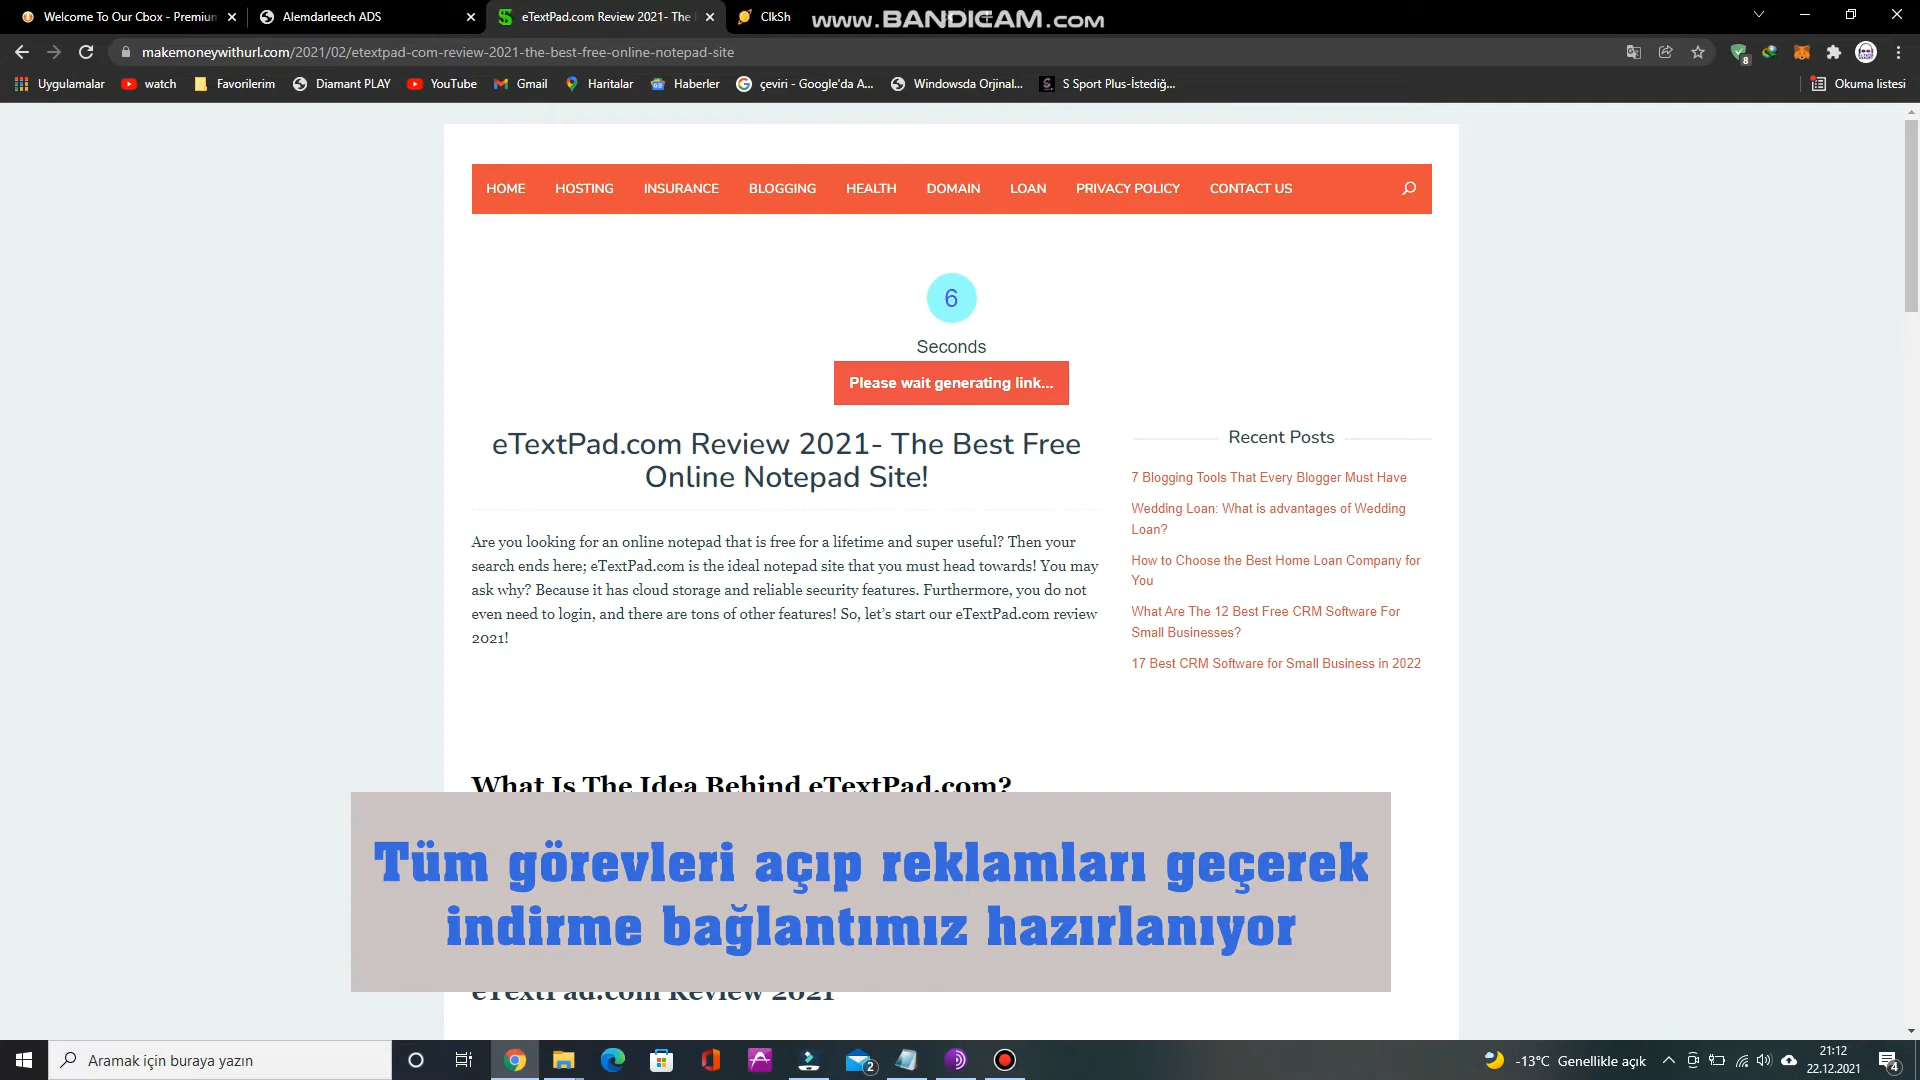 Welcome To Our Cbox - Premium
Alemdarleech ADS
eTextPad.com Review 2021- The
ClkSh
www.BANDICAM.com
makemoneywithurl.com/2021/02/etextpad-com-review-2021-the-best-free-online-notepad-site
8
Uygulamalar
watch
Favorilerim
Diamant PLAY
YouTube
Gmail
Haritalar
Haberler
çeviri - Google'da A...
Windowsda Orjinal...
S Sport Plus-İstediğ...
Okuma listesi
HOME
HOSTING
INSURANCE
BLOGGING
HEALTH
DOMAIN
LOAN
PRIVACY POLICY
CONTACT US
6
Seconds
Please wait generating link...
eTextPad.com Review 2021- The Best Free
Online Notepad Site!
Are you looking for an online notepad that is free for a lifetime and super useful? Then your
search ends here; eTextPad.com is the ideal notepad site that you must head towards! You may
ask why? Because it has cloud storage and reliable security features. Furthermore, you do not
even need to login, and there are tons of other features! So, let's start our eTextPad.com review
2021!
Recent Posts
7 Blogging Tools That Every Blogger Must Have
Wedding Loan: What is advantages of Wedding
Loan?
How to Choose the Best Home Loan Company for
You
What Are The 12 Best Free CRM Software For
Small Businesses?
17 Best CRM Software for Small Business in 2022
What Is The Idea Behind eTextPad.com?
Tüm görevleri açıp reklamları geçerek
indirme bağlantımız hazırlanıyor
eTextPad.com Review 2021
Aramak için buraya yazın
2
-13°C Genellikle açık
21:12
22.12.2021
4